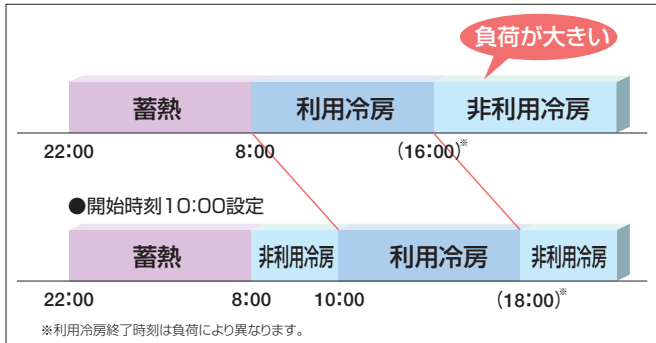 負荷が大きい
蓄熱 利用冷房 非利用冷房
22:00 8:00 (16:00)※
●開始時刻10:00設定
蓄熱 非利用冷房 利用冷房 非利用冷房
22:00 8:00 10:00 (18:00)※
※利用冷房終了時刻は負荷により異なります。